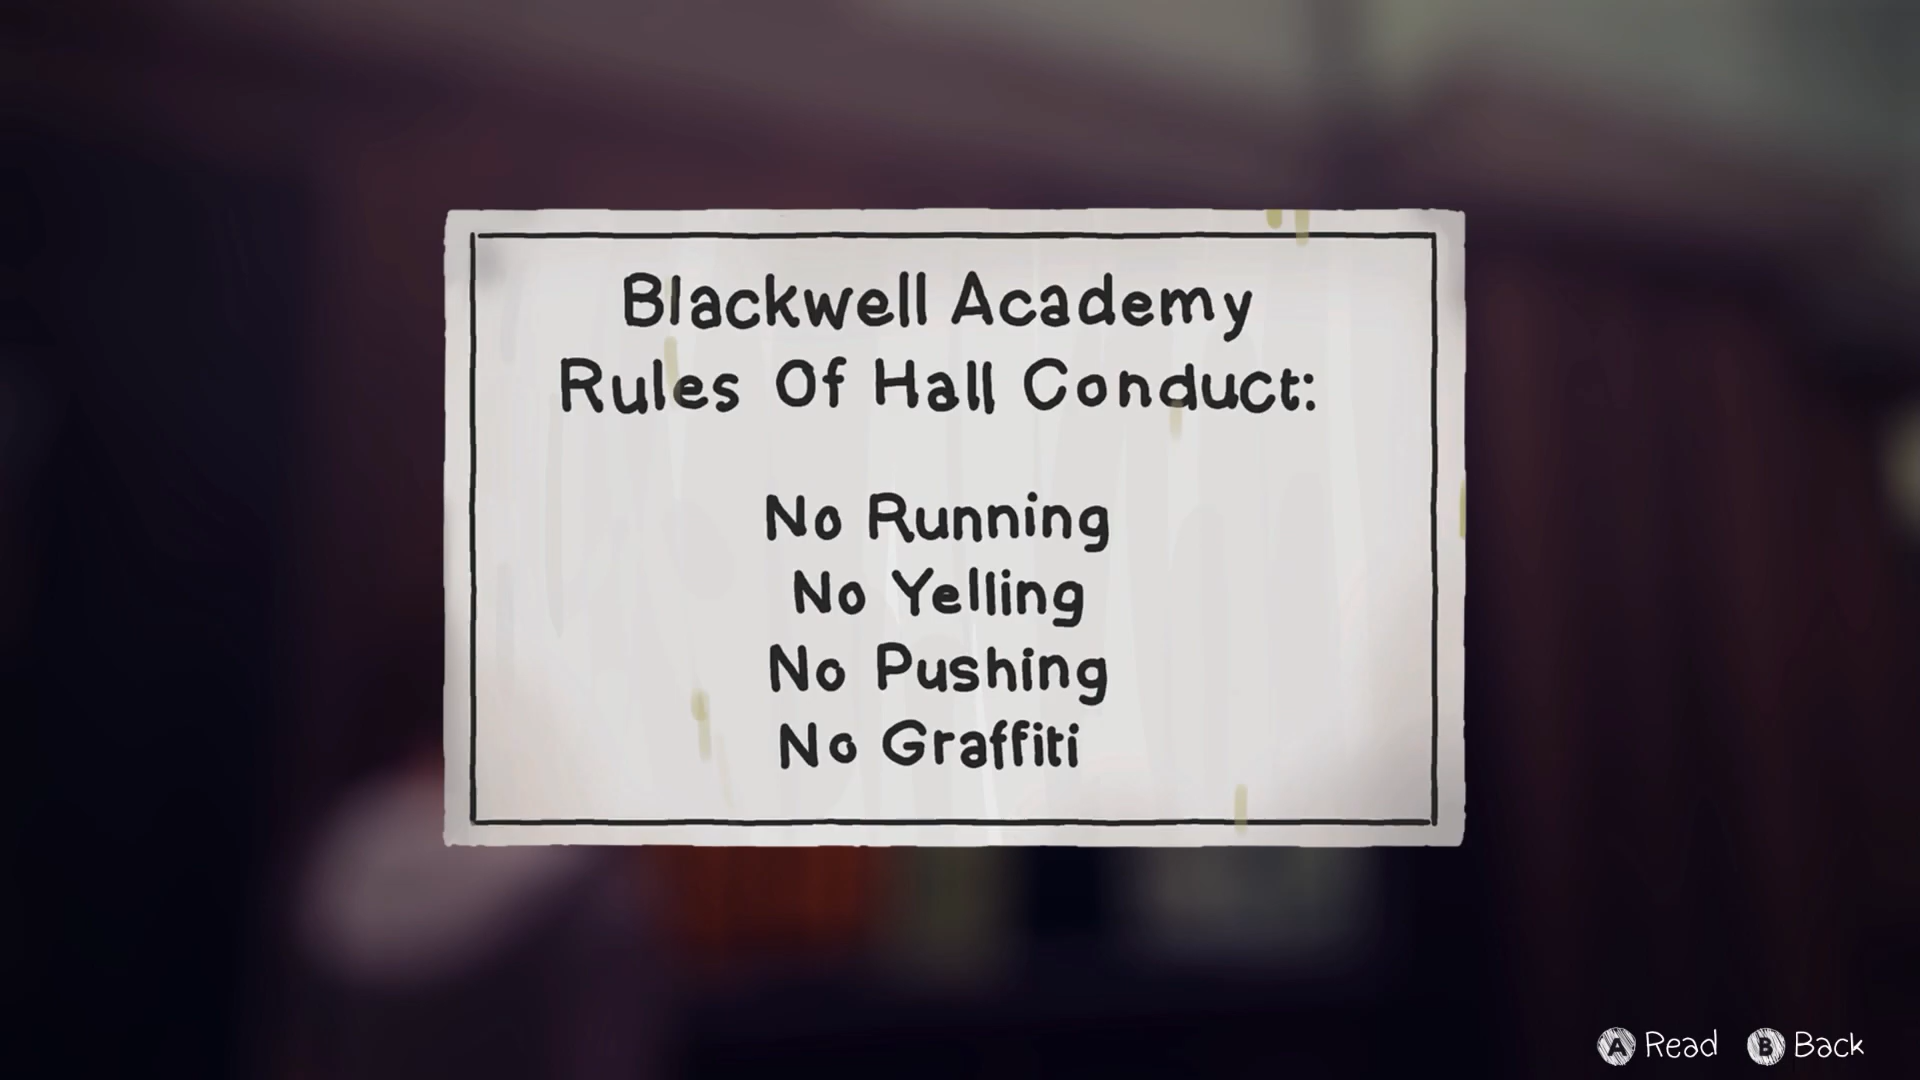 Blackwell Academy
Rules Of Hall Conduct:
No Running
No Yelling
No Pushing
No Graffiti
A Read B Back